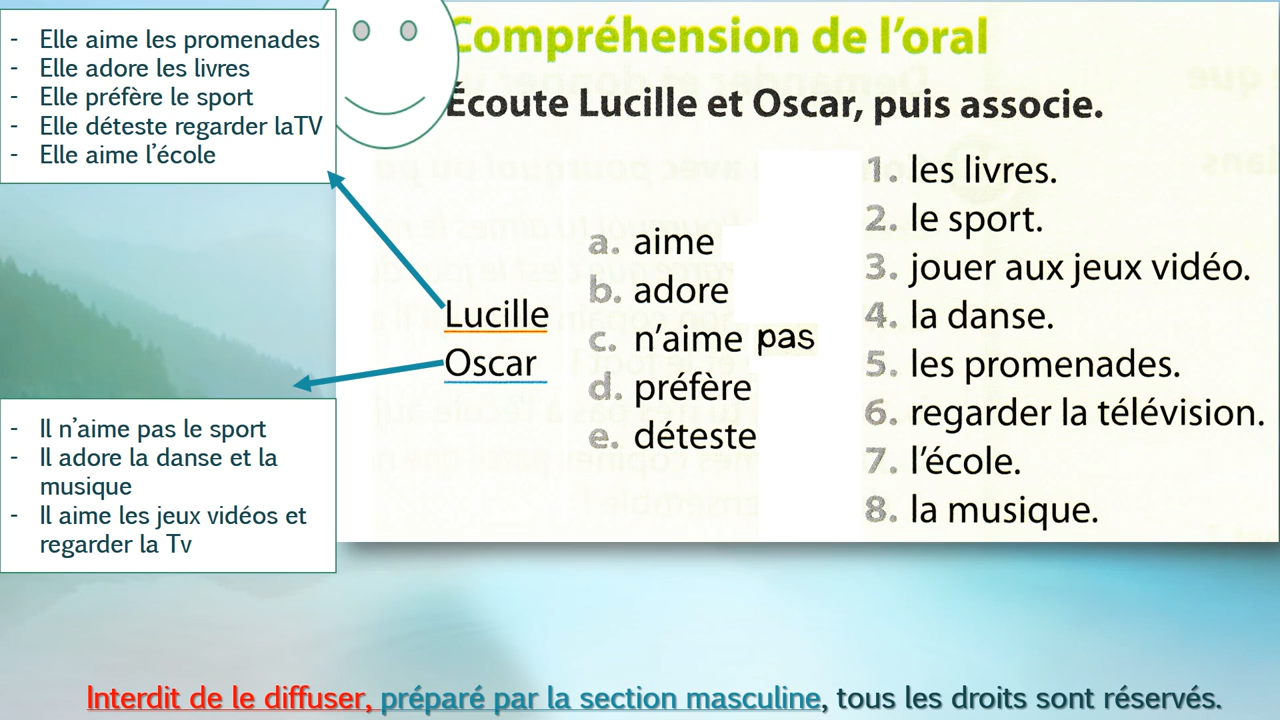 - Elle aime les promenades
- Elle adore les livres
- Elle préfère le sport
- Elle déteste regarder laTV
- Elle aime l'école
Compréhension de l'oral
Écoute Lucille et Oscar, puis associe.
Lucille
Oscar
a. aime
b. adore
c. n'aime pas
d. préfère
e. déteste
1. les livres.
2. le sport.
3. jouer aux jeux vidéo.
4. la danse.
5. les promenades.
6. regarder la télévision.
7. l'école.
8. la musique.
- Il n'aime pas le sport
- Il adore la danse et la
musique
- Il aime les jeux vidéos et
regarder la Tv
Interdit de le diffuser, préparé par la section masculine, tous les droits sont réservés.